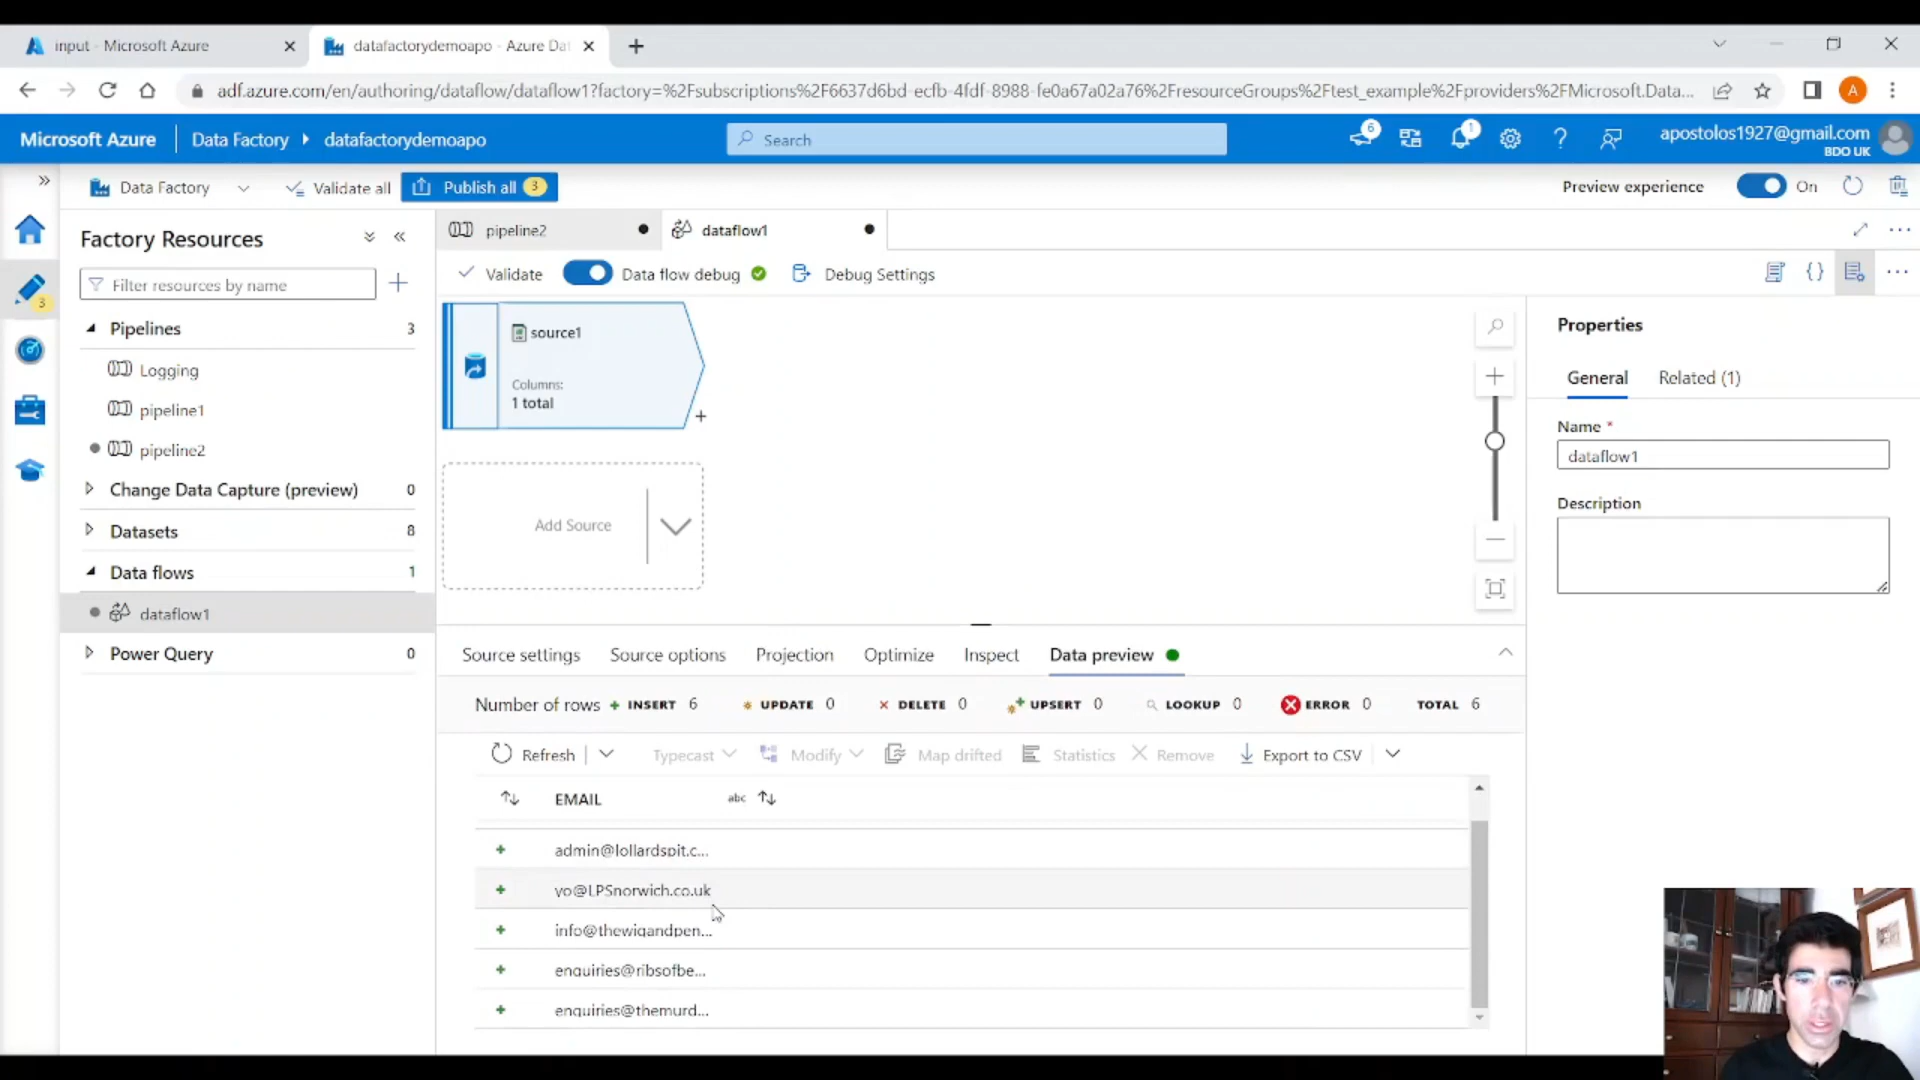 input - Microsoft Azure
datafactorydemoapo - Azure Dat
adf.azure.com/en/authoring/dataflow/dataflow1?factory=%2Fsubscriptions%2F6637d6bd-ecfb-4fdf-8988-fe0a67a02a76%2FresourceGroups%2Ftest_example%2Fproviders%2FMicrosoft.Data...
A
Microsoft Azure
Data Factory
datafactorydemoapo
Search
6
1
apostolos1927@gmail.com
BDO UK
Data Factory
Validate all
Publish all 3
Preview experience
On
Factory Resources
Filter resources by name
3
Pipelines 3
Logging
pipeline1
pipeline2
Change Data Capture (preview) 0
Datasets 8
Data flows 1
dataflow1
Power Query 0
pipeline2
dataflow1
Validate
Data flow debug
Debug Settings
source1
Columns:
1 total
Add Source
Properties
General
Related (1)
Name *
dataflow1
Description
Source settings
Source options
Projection
Optimize
Inspect
Data preview
Number of rows
INSERT 6
UPDATE 0
DELETE 0
UPSERT 0
LOOKUP 0
ERROR 0
TOTAL 6
Refresh
Typecast
Modify
Map drifted
Statistics
Remove
Export to CSV
EMAIL abc
admin@lollardspit.c...
yo@LPSnorwich.co.uk
info@thewigandpen...
enquiries@ribsofbe...
enquiries@themurd...